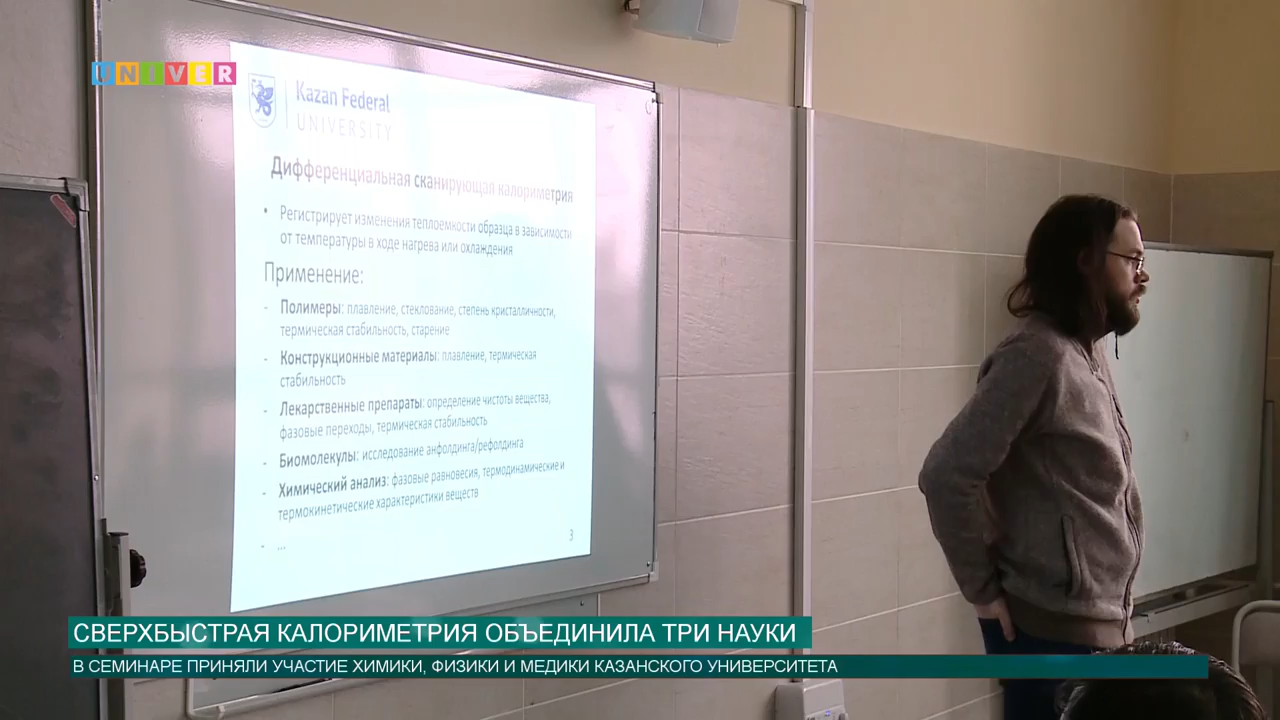 UNIVER
Kazan Federal
UNIVERSITY
Дифференциальная сканирующая калориметрия
• Регистрирует изменения теплоемкости образца в зависимости
от температуры в ходе нагрева или охлаждения
Применение:
- Полимеры: плавление, стеклование, степень кристалличности,
термическая стабильность, старение
- Конструкционные материалы: плавление, термическая
стабильность
- Лекарственные препараты: определение чистоты вещества,
фазовые переходы, термическая стабильность
- Биомолекулы: исследование анфолдинга/рефолдинга
- Химический анализ: фазовые равновесия, термодинамические и
термокинетические характеристики веществ
- ...
3
СВЕРХБЫСТРАЯ КАЛОРИМЕТРИЯ ОБЪЕДИНИЛА ТРИ НАУКИ
В СЕМИНАРЕ ПРИНЯЛИ УЧАСТИЕ ХИМИКИ, ФИЗИКИ И МЕДИКИ КАЗАНСКОГО УНИВЕРСИТЕТА